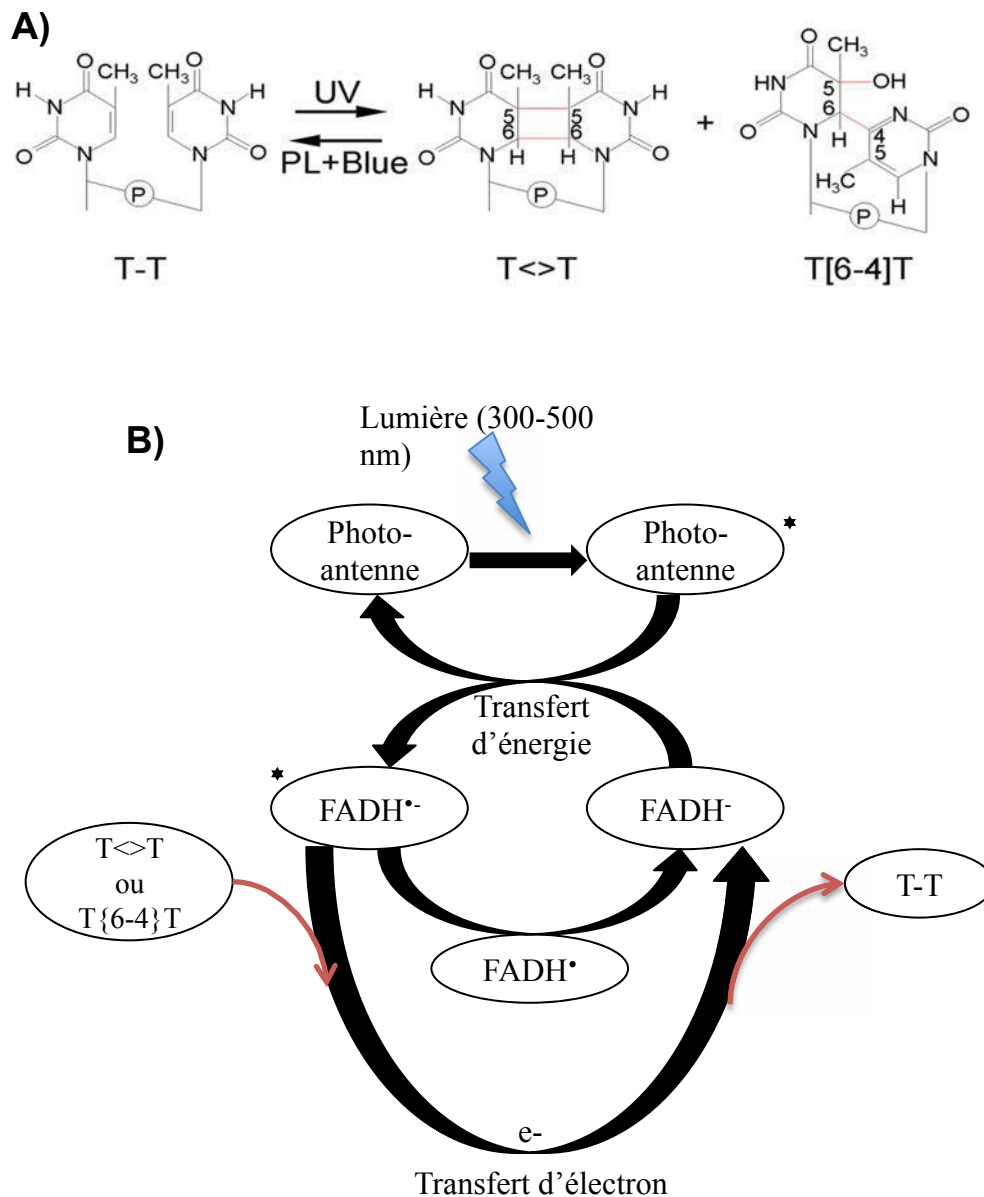 A)
O
CH₃
O
CH₃
H
N
N
H
O
N
N
O
P
T-T
UV
PL+Blue
O
CH₃
CH₃
O
H
N
5
5
N
H
6
6
O
N
H
H
N
O
P
T<>T
+
O
CH₃
HN
5
OH
6
O
N
H
4
N
O
5
N
H₃C
H
P
T[6-4]T
B)
Lumière (300-500
nm)
Photo-
antenne
Photo-
antenne
*
Transfert
d'énergie
*
FADH•-
FADH-
T<>T
ou
T{6-4}T
T-T
FADH•
e-
Transfert d'électron